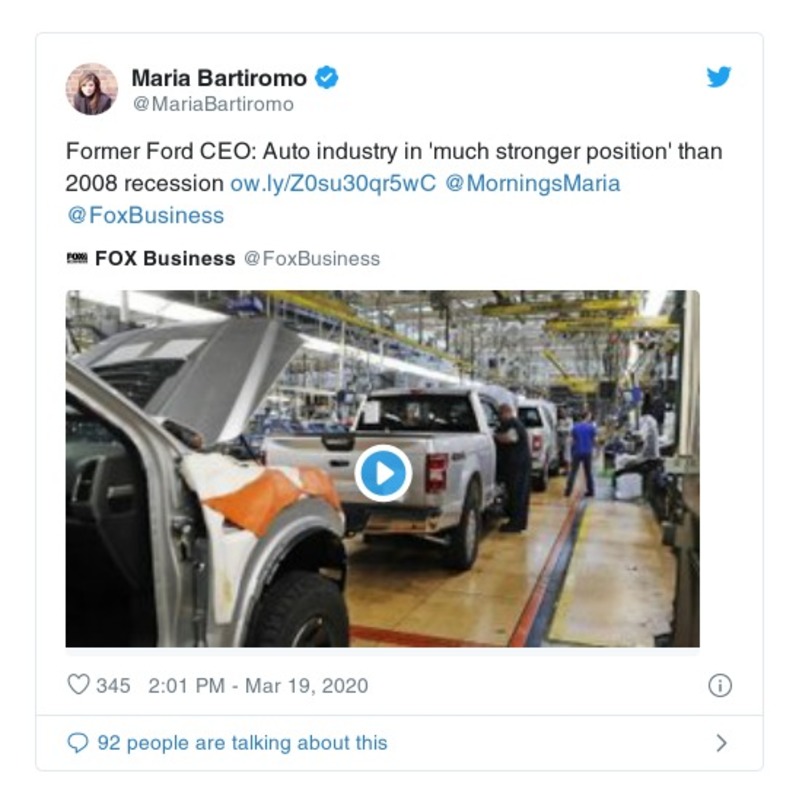 Maria Bartiromo
@MariaBartiromo
Former Ford CEO: Auto industry in 'much stronger position' than
2008 recession ow.ly/Z0su30qr5wC @MorningsMaria
@FoxBusiness
FOX Business @FoxBusiness
345 2:01 PM - Mar 19, 2020
92 people are talking about this